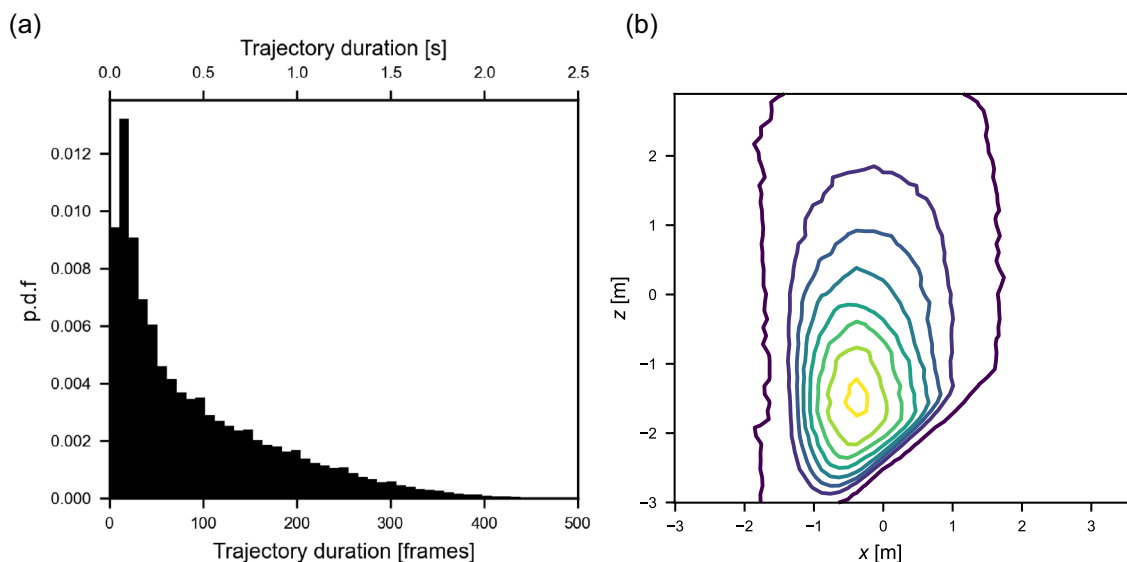 (a)
Trajectory duration [s]
0.0 0.5 1.0 1.5 2.0 2.5
p.d.f
0.012
0.010
0.008
0.006
0.004
0.002
0.000
0 100 200 300 400 500
Trajectory duration [frames]
(b)
z [m]
2
1
0
−1
−2
−3
−3 −2 −1 0 1 2 3
x [m]